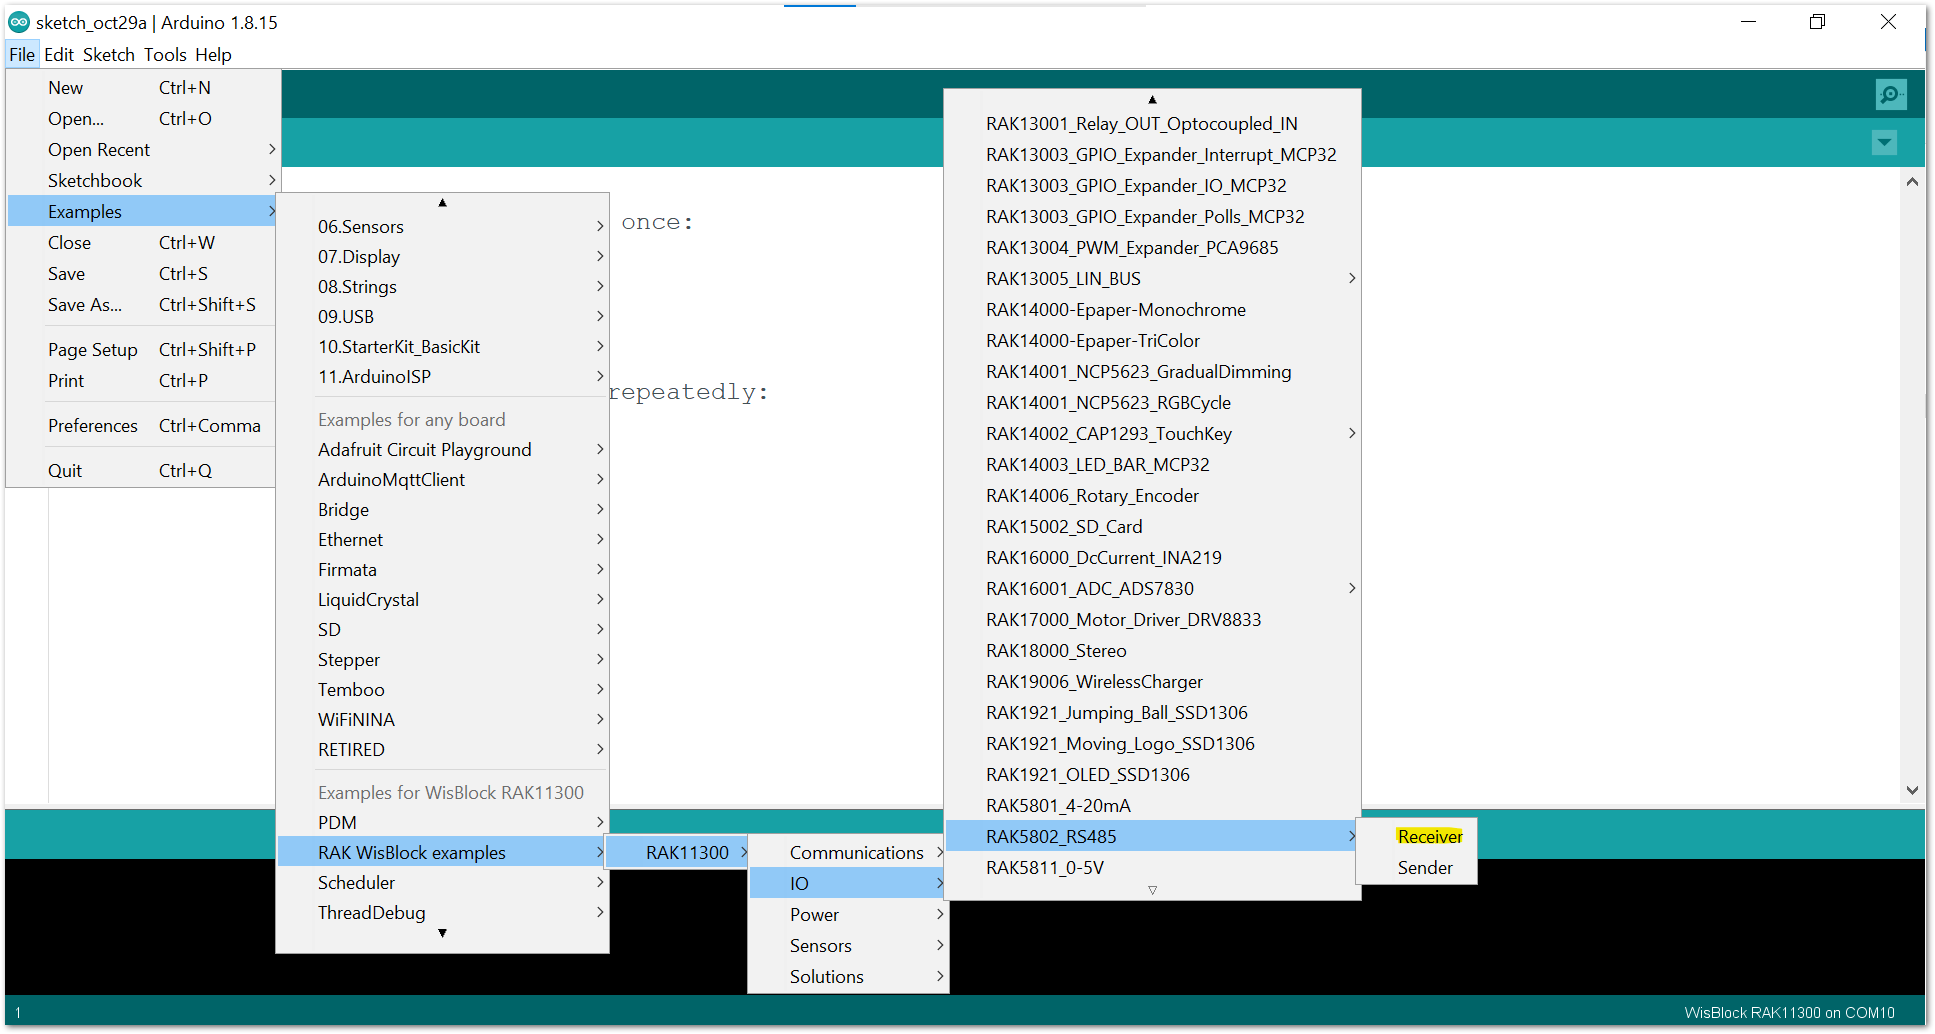 sketch_oct29a | Arduino 1.8.15
File Edit Sketch Tools Help
New Ctrl+N
Open... Ctrl+O
Open Recent
Sketchbook
Examples
Close Ctrl+W
Save Ctrl+S
Save As... Ctrl+Shift+S
Page Setup Ctrl+Shift+P
Print Ctrl+P
Preferences Ctrl+Comma
Quit Ctrl+Q
06.Sensors
07.Display
08.Strings
09.USB
10.StarterKit_BasicKit
11.ArduinoISP
Examples for any board
Adafruit Circuit Playground
ArduinoMqttClient
Bridge
Ethernet
Firmata
LiquidCrystal
SD
Stepper
Temboo
WiFiNINA
RETIRED
Examples for WisBlock RAK11300
PDM
RAK WisBlock examples
Scheduler
ThreadDebug
once:
repeatedly:
RAK11300
Communications
IO
Power
Sensors
Solutions
RAK13001_Relay_OUT_Optocoupled_IN
RAK13003_GPIO_Expander_Interrupt_MCP32
RAK13003_GPIO_Expander_IO_MCP32
RAK13003_GPIO_Expander_Polls_MCP32
RAK13004_PWM_Expander_PCA9685
RAK13005_LIN_BUS
RAK14000-Epaper-Monochrome
RAK14000-Epaper-TriColor
RAK14001_NCP5623_GradualDimming
RAK14001_NCP5623_RGBCycle
RAK14002_CAP1293_TouchKey
RAK14003_LED_BAR_MCP32
RAK14006_Rotary_Encoder
RAK15002_SD_Card
RAK16000_DcCurrent_INA219
RAK16001_ADC_ADS7830
RAK17000_Motor_Driver_DRV8833
RAK18000_Stereo
RAK19006_WirelessCharger
RAK1921_Jumping_Ball_SSD1306
RAK1921_Moving_Logo_SSD1306
RAK1921_OLED_SSD1306
RAK5801_4-20mA
RAK5802_RS485
RAK5811_0-5V
Receiver
Sender
1
WisBlock RAK11300 on COM10